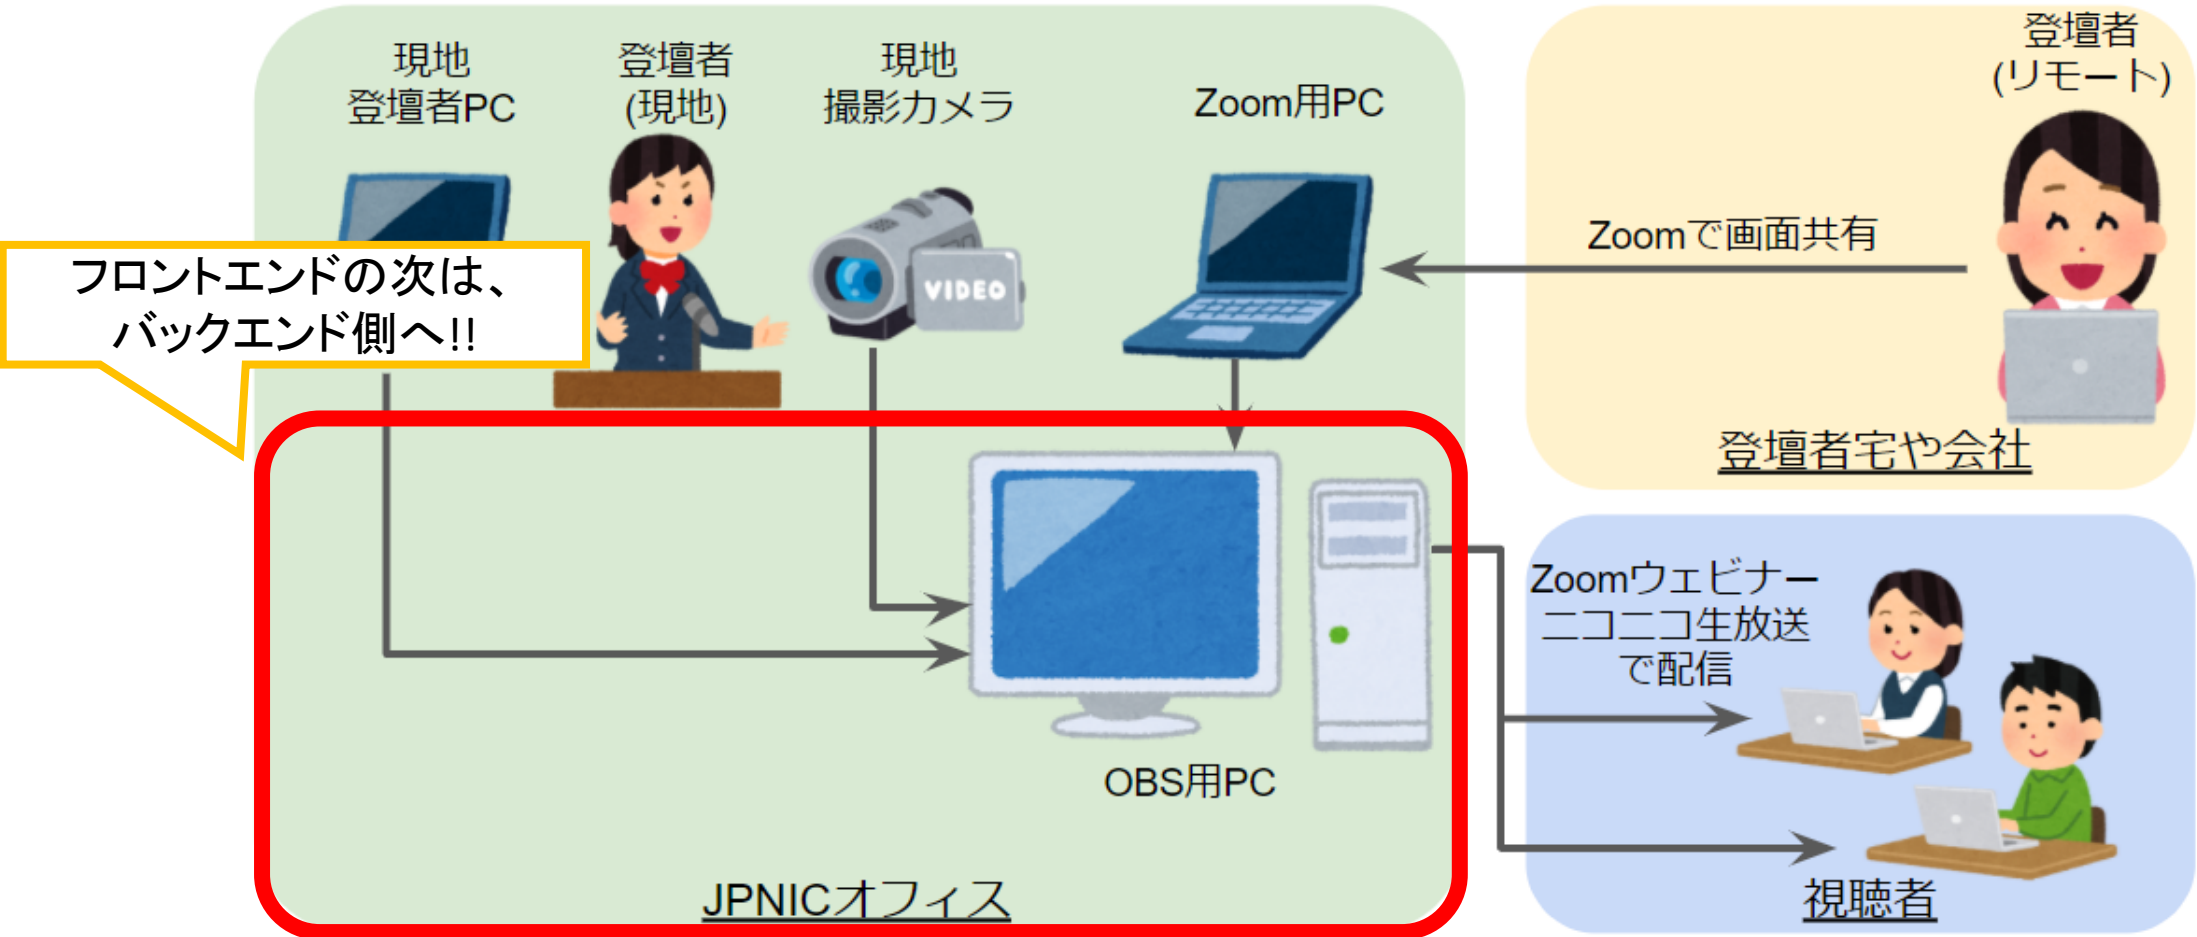 現地
登壇者PC
登壇者
(現地)
現地
撮影カメラ
Zoom用PC
登壇者
(リモート)
Zoomで画面共有
VIDEO
フロントエンドの次は、
バックエンド側へ!!
登壇者宅や会社
Zoomウェビナー
ニコニコ生放送
で配信
OBS用PC
JPNICオフィス
視聴者